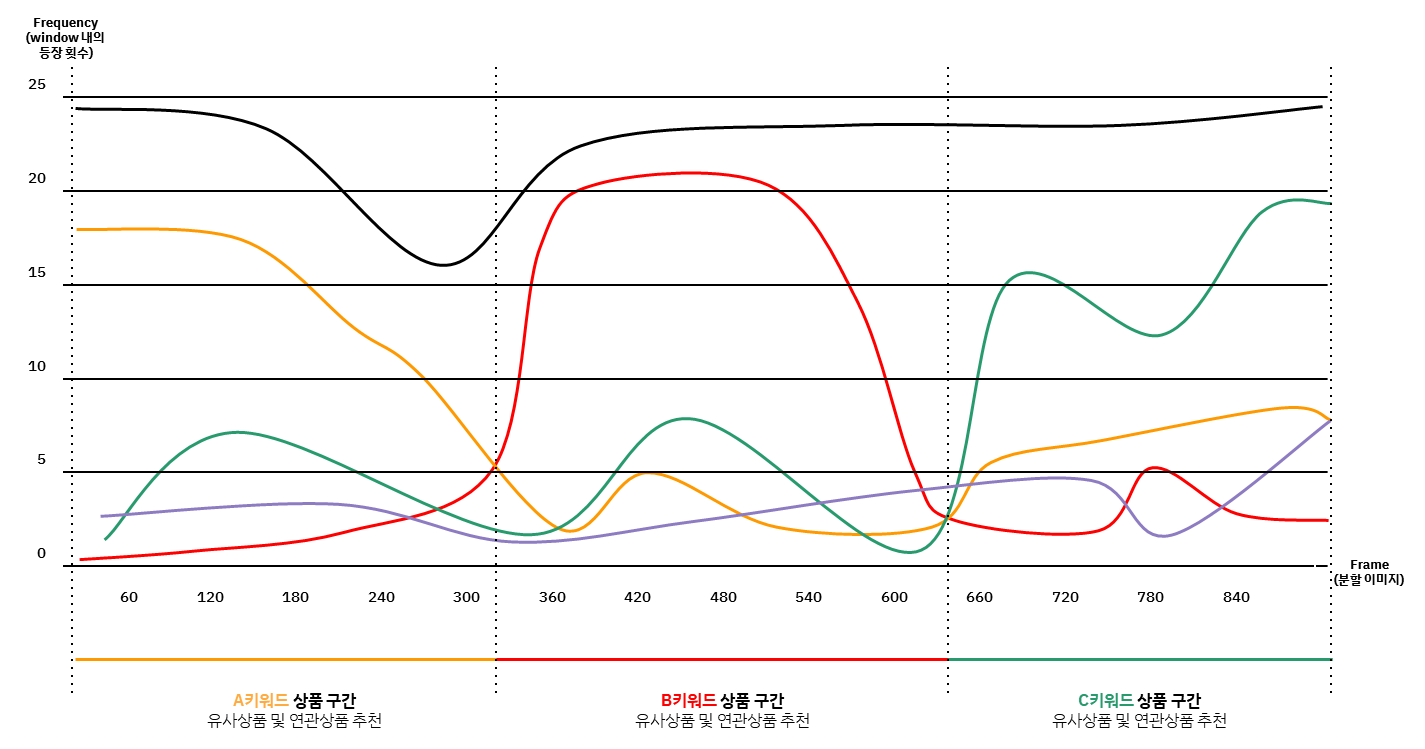 Frequency
(window 내의
등장 횟수)
25
20
15
10
5
0
Frame
(분할 이미지)
60 120 180 240 300 360 420 480 540 600 660 720 780 840
A키워드 상품 구간
유사상품 및 연관상품 추천
B키워드 상품 구간
유사상품 및 연관상품 추천
C키워드 상품 구간
유사상품 및 연관상품 추천